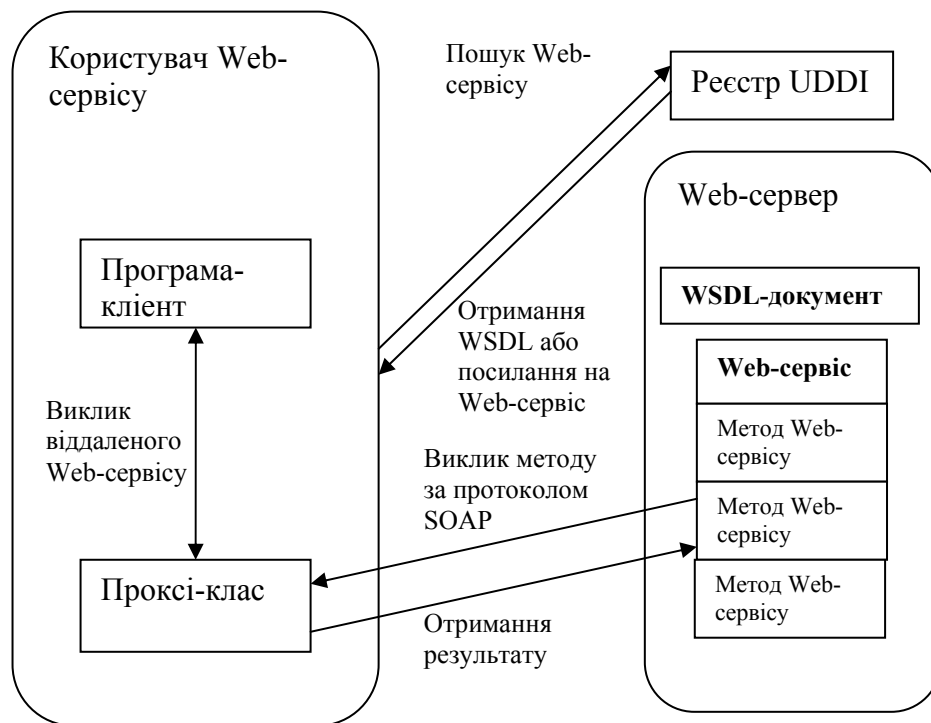 Користувач Web-
сервісу
Пошук Web-
сервісу
Реєстр UDDI
Web-сервер
Програма-
клієнт
WSDL-документ
Отримання
WSDL або
посилання на
Web-сервіс
Web-сервіс
Виклик
віддаленого
Web-сервісу
Метод Web-
сервісу
Виклик методу
за протоколом
SOAP
Метод Web-
сервісу
Проксі-клас
Метод Web-
сервісу
Отримання
результату